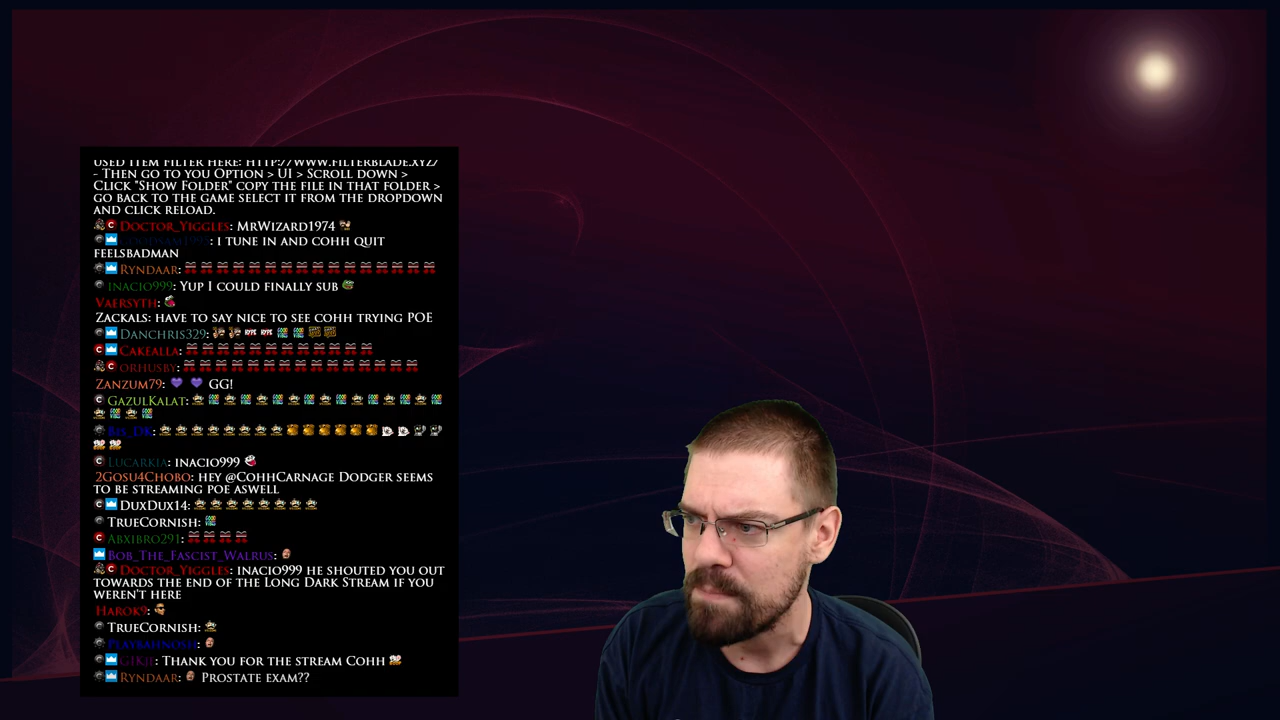 USED ITEM FILTER HERE: HTTP://WWW.FILTERBLADE.XYZ/
- THEN GO TO YOU OPTION > UI > SCROLL DOWN >
CLICK "SHOW FOLDER" COPY THE FILE IN THAT FOLDER >
GO BACK TO THE GAME SELECT IT FROM THE DROPDOWN
AND CLICK RELOAD.
DOCTOR_YIGGLES: MRWIZARD1974
: I TUNE IN AND COHH QUIT
FEELSBADMAN
RYNDAAR:
INACIO999: YUP I COULD FINALLY SUB
VAERSYTH:
ZACKALS: HAVE TO SAY NICE TO SEE COHH TRYING POE
DANCHRIS329:
CAKEALLA:
ORHUSBY:
ZANZUM79: GG!
GAZULKALAT:
BIS_DK:
LUCARKIA: INACIO999
2GOSU4CHOBO: HEY @COHHCARNAGE DODGER SEEMS
TO BE STREAMING POE ASWELL
DUXDUX14:
TRUECORNISH:
ABXIBRO291:
BOB_THE_FASCIST_WALRUS:
DOCTOR_YIGGLES: INACIO999 HE SHOUTED YOU OUT
TOWARDS THE END OF THE LONG DARK STREAM IF YOU
WEREN'T HERE
HAROK9:
TRUECORNISH:
GIKJE: THANK YOU FOR THE STREAM COHH
RYNDAAR: PROSTATE EXAM??